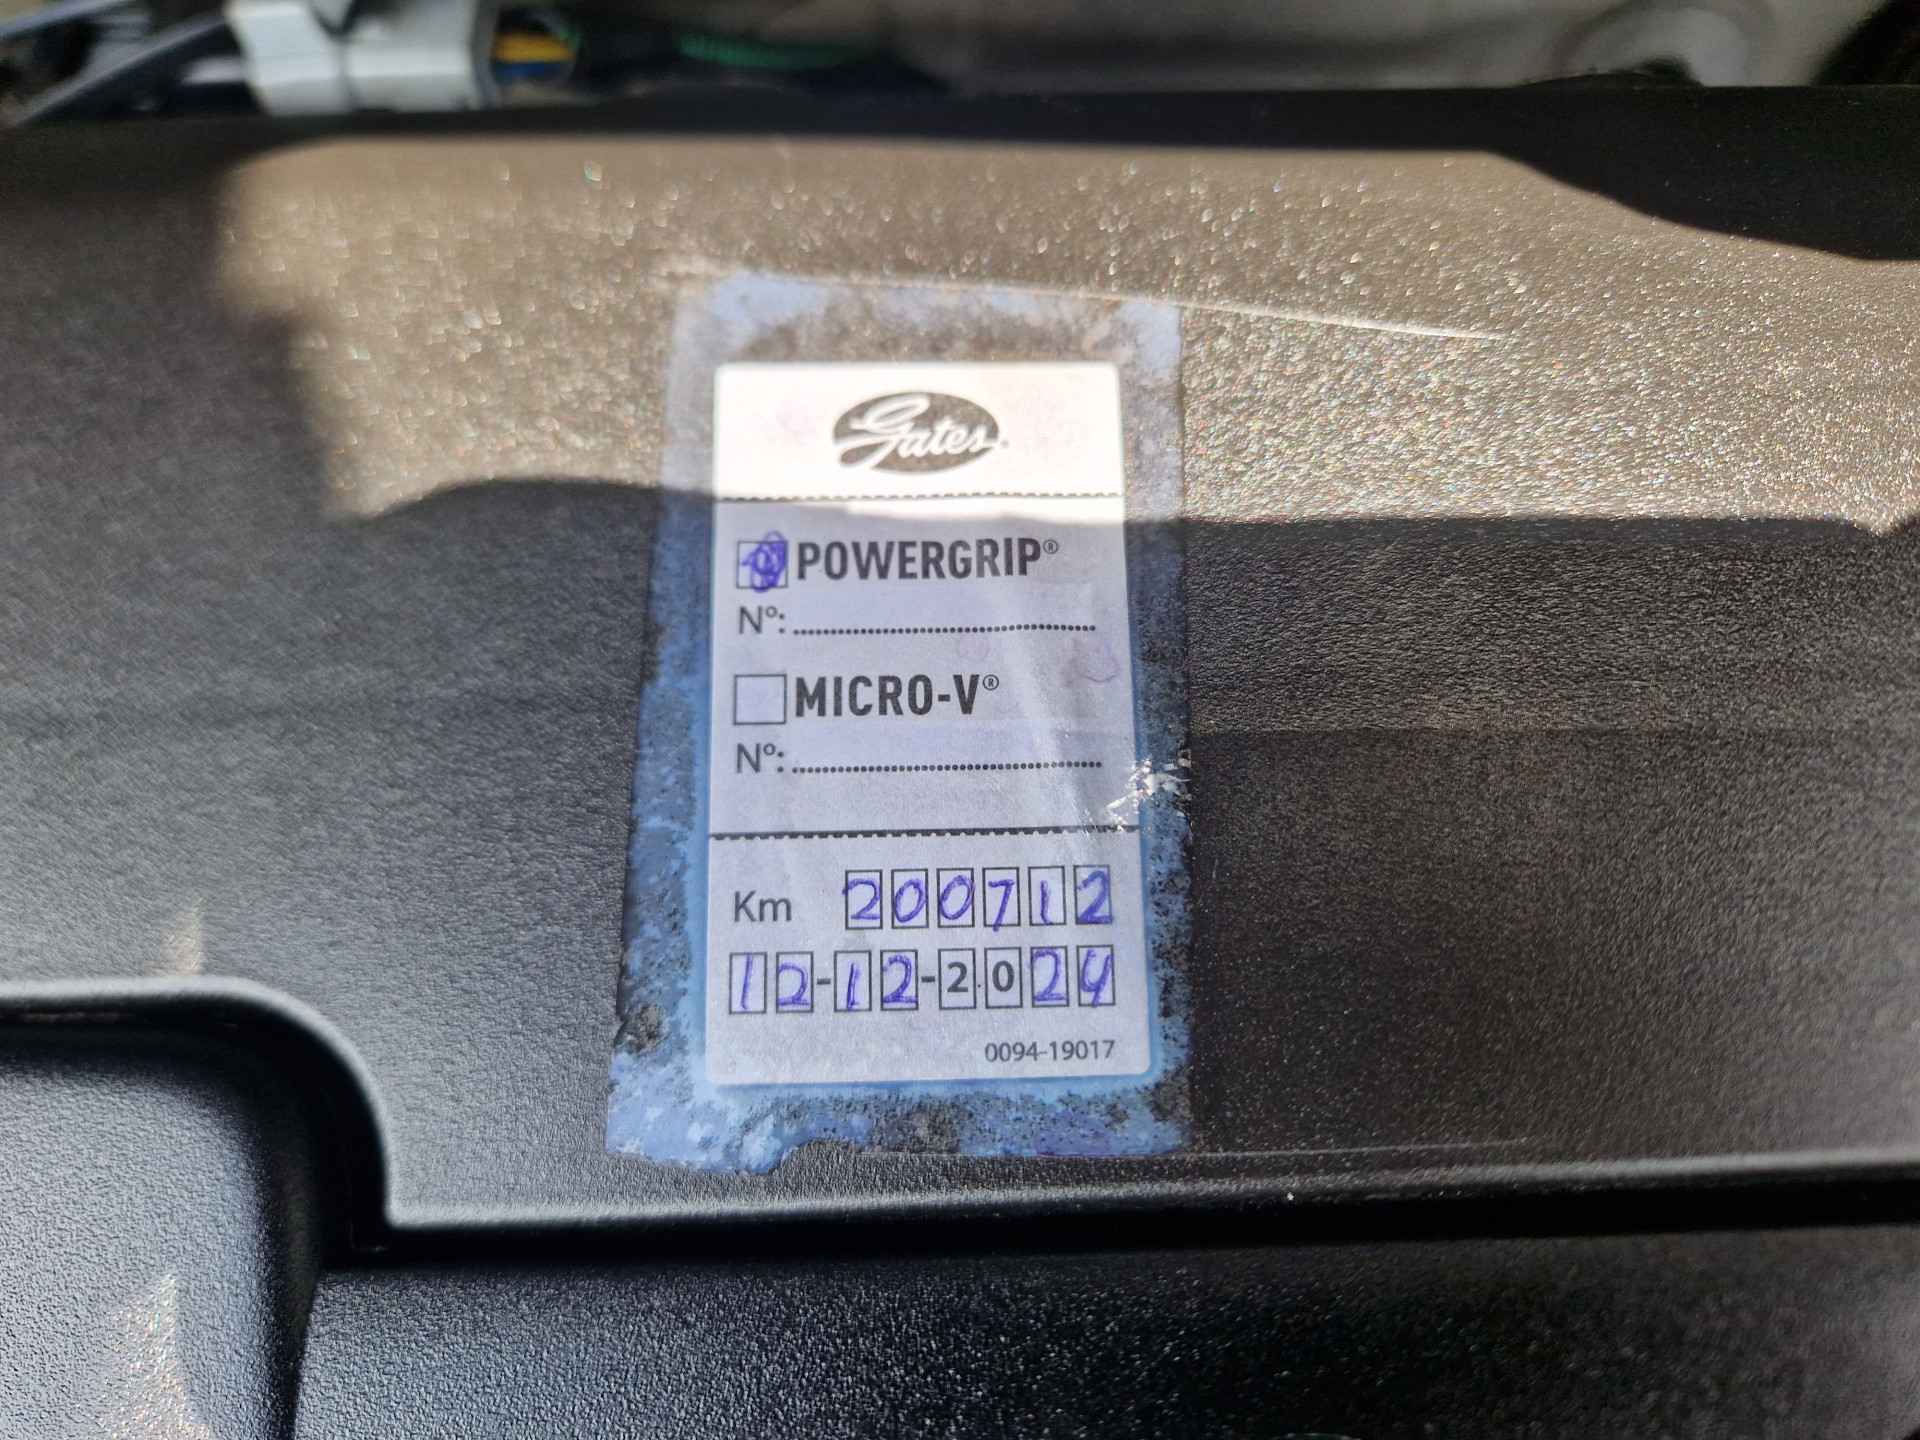 Gates
POWERGRIP®
Nº:
MICRO-V®
Nº:
Km 200712
12-12-2024
0094-19017